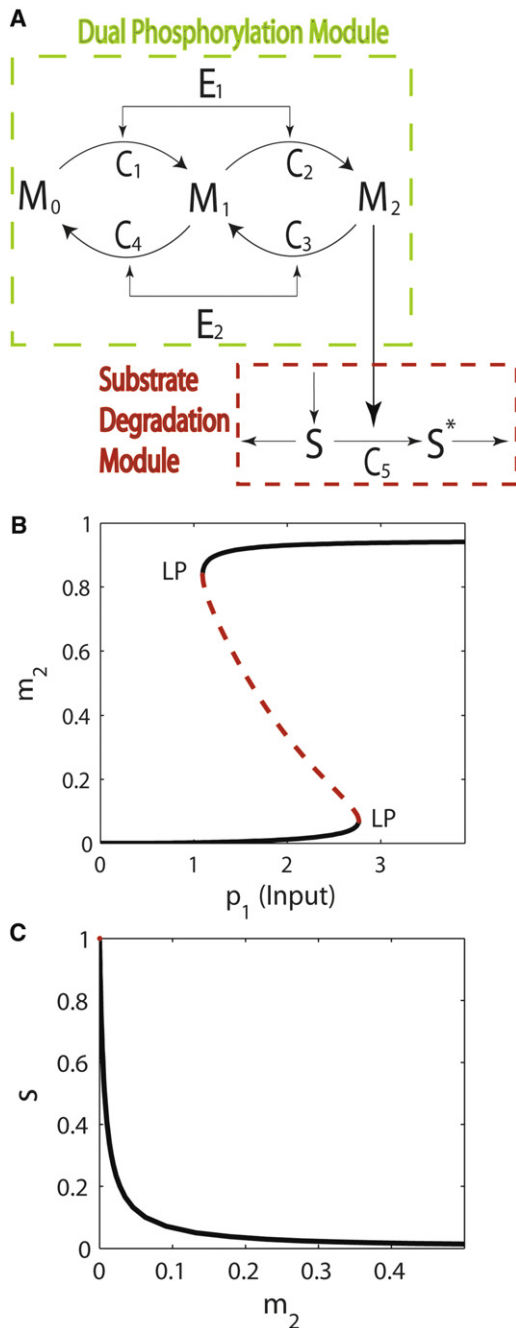 A
Dual Phosphorylation Module
E1
C1 C2
M0 M1 M2
C4 C3
E2
Substrate
Degradation
Module
S S*
C5
B
1
0.8
0.6
0.4
0.2
0
m2
LP
LP
0 1 2 3
p1 (Input)
C
1
0.8
0.6
0.4
0.2
0
s
0 0.1 0.2 0.3 0.4
m2